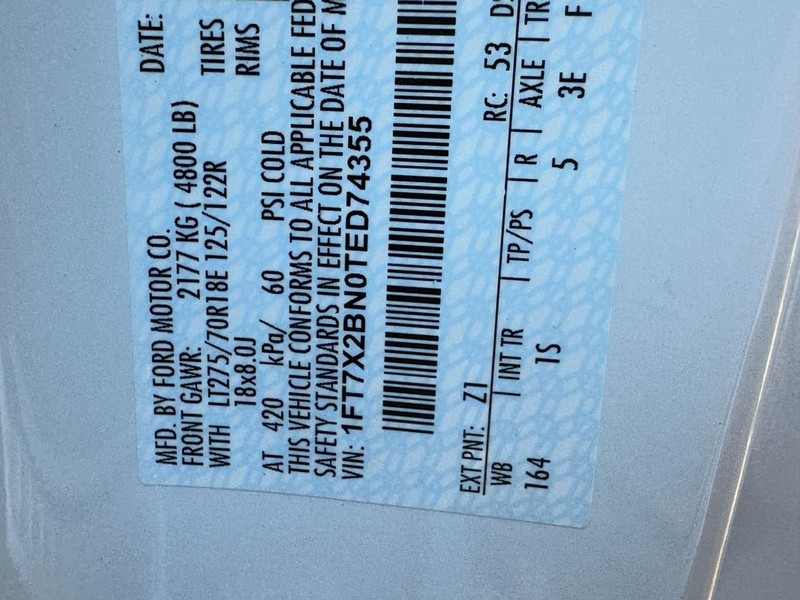 MFD. BY FORD MOTOR CO. DATE:
FRONT GAWR: 2177 KG ( 4800 LB)
WITH LT275/70R18E 125/122R TIRES
18x8.0J RIMS
AT 420 kPa/ 60 PSI COLD
THIS VEHICLE CONFORMS TO ALL APPLICABLE FED
SAFETY STANDARDS IN EFFECT ON THE DATE OF M
VIN: 1FT7X2BN0TED74355
EXT PNT: Z1 RC: 53 DS
WB | INT TR | TP/PS | R | AXLE | TR
164 1S 5 3E F